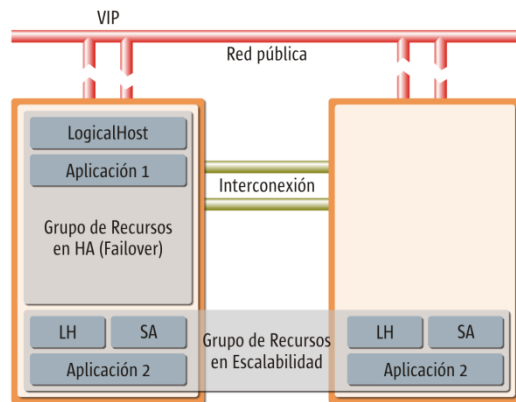 VIP
Red pública
LogicalHost
Aplicación 1
Interconexión
Grupo de Recursos
en HA (Failover)
LH
SA
Aplicación 2
Grupo de Recursos
en Escalabilidad
LH
SA
Aplicación 2